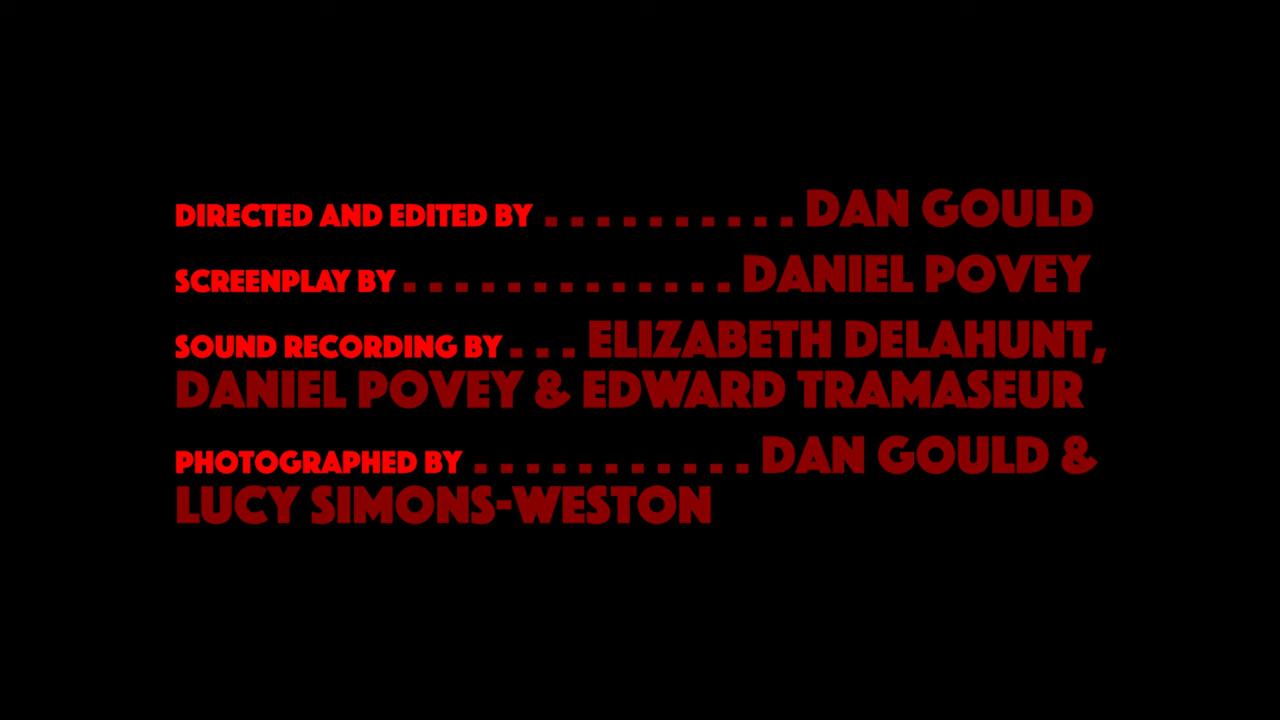 DIRECTED AND EDITED BY . . . . . . . . . . DAN GOULD
SCREENPLAY BY . . . . . . . . . . . . . DANIEL POVEY
SOUND RECORDING BY . . . ELIZABETH DELAHUNT,
DANIEL POVEY & EDWARD TRAMASEUR
PHOTOGRAPHED BY . . . . . . . . . . . DAN GOULD &
LUCY SIMONS-WESTON